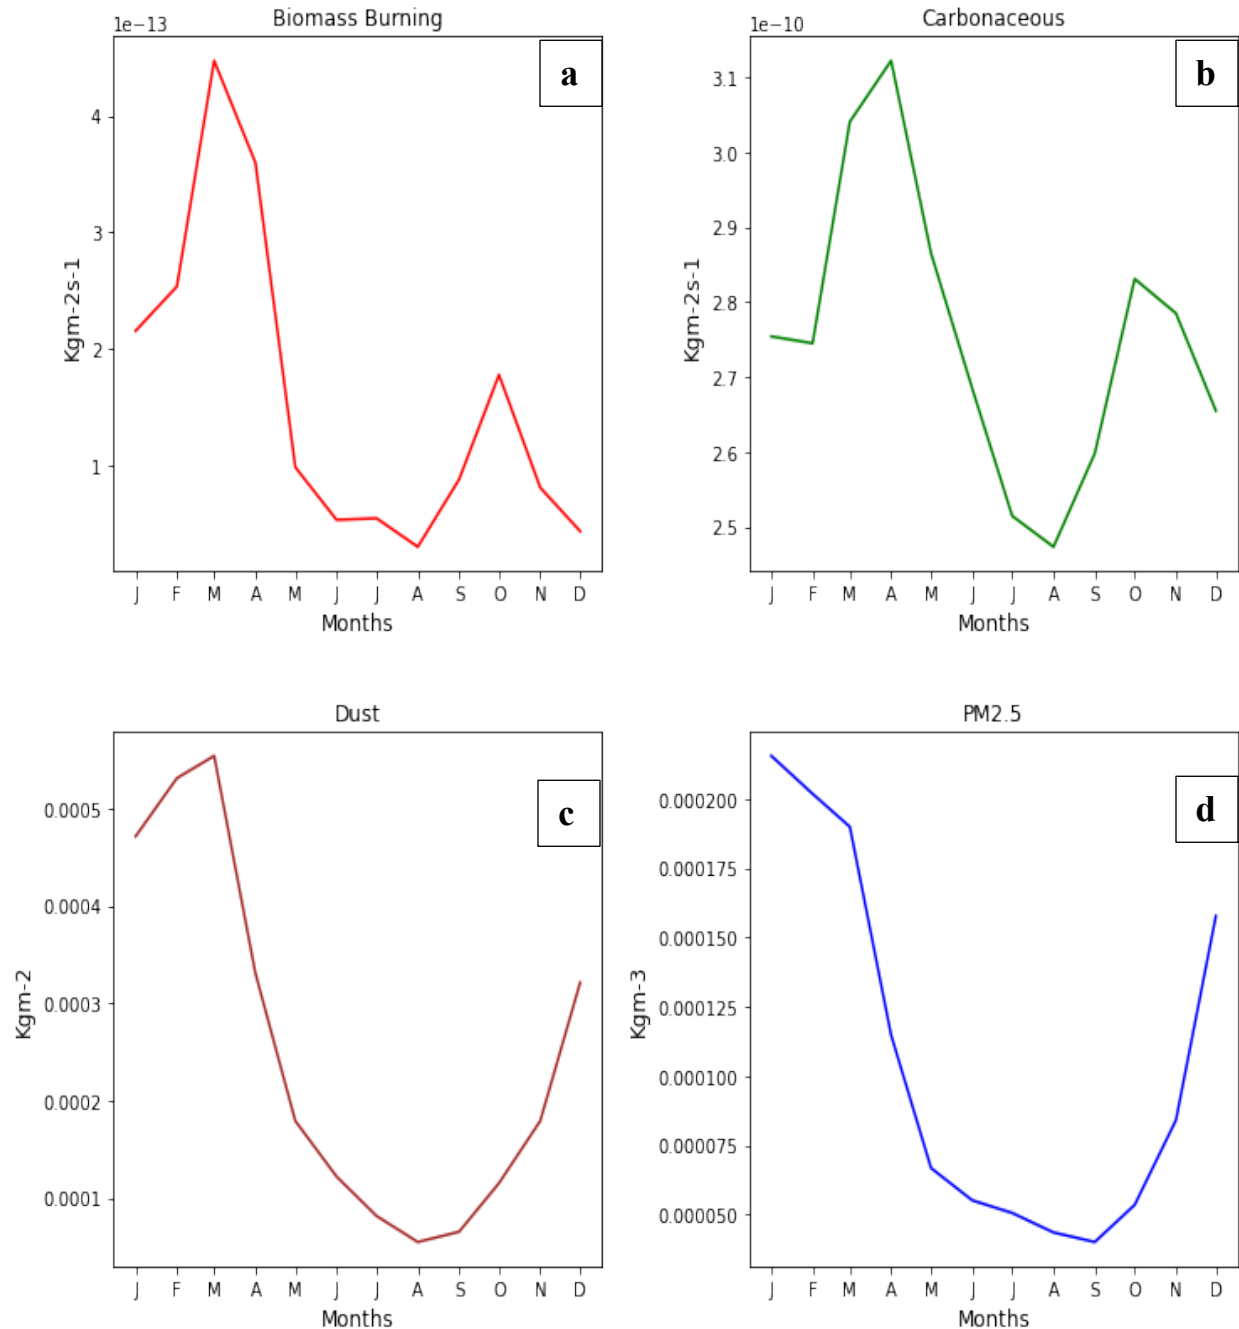 Biomass Burning
1e−13
a
4
3
2
1
Kgm-2s-1
J F M A M J J A S O N D
Months
Carbonaceous
1e−10
b
3.1
3.0
2.9
2.8
2.7
2.6
2.5
Kgm-2s-1
J F M A M J J A S O N D
Months
Dust
c
0.0005
0.0004
0.0003
0.0002
0.0001
Kgm-2
J F M A M J J A S O N D
Months
PM2.5
d
0.000200
0.000175
0.000150
0.000125
0.000100
0.000075
0.000050
Kgm-3
J F M A M J J A S O N D
Months